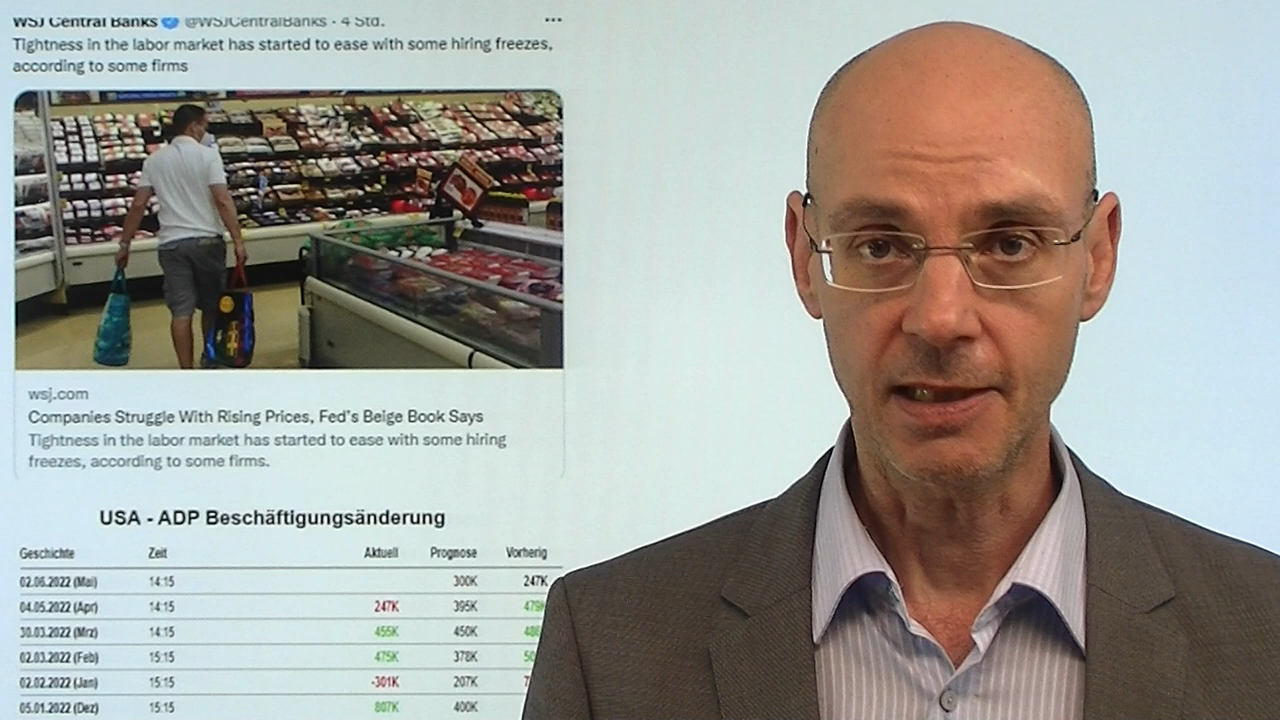 WSJ Central Banks @WSJCentralBanks · 4 Std.
Tightness in the labor market has started to ease with some hiring freezes,
according to some firms
wsj.com
Companies Struggle With Rising Prices, Fed's Beige Book Says
Tightness in the labor market has started to ease with some hiring
freezes, according to some firms.
USA - ADP Beschäftigungsänderung
Geschichte Zeit Aktuell Prognose Vorherig
02.06.2022 (Mai) 14:15 300K 247K
04.05.2022 (Apr) 14:15 247K 395K 479K
30.03.2022 (Mrz) 14:15 455K 450K
02.03.2022 (Feb) 15:15 475K 378K
02.02.2022 (Jan) 15:15 -301K 207K
05.01.2022 (Dez) 15:15 807K 400K